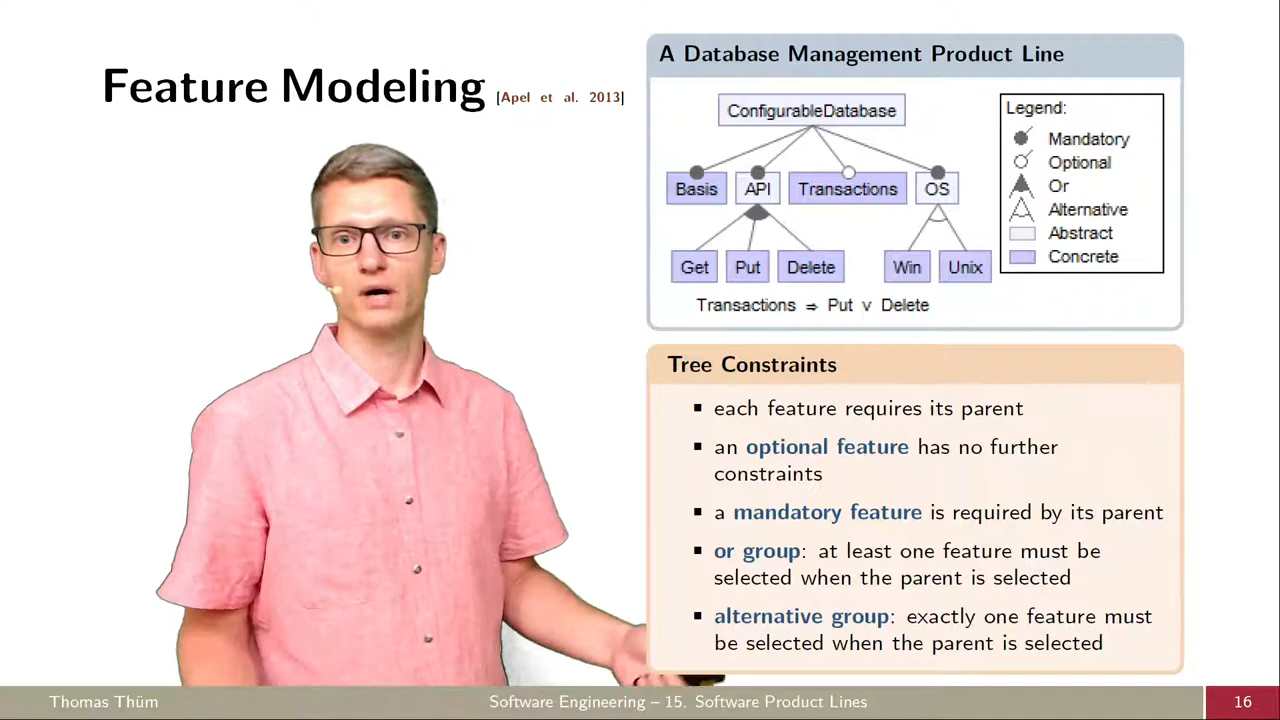 Feature Modeling [Apel et al. 2013]
A Database Management Product Line
ConfigurableDatabase
Basis API Transactions OS
Get Put Delete Win Unix
Transactions ⇒ Put ∨ Delete
Legend:
Mandatory
Optional
Or
Alternative
Abstract
Concrete
Tree Constraints
▪ each feature requires its parent
▪ an optional feature has no further
constraints
▪ a mandatory feature is required by its parent
▪ or group: at least one feature must be
selected when the parent is selected
▪ alternative group: exactly one feature must
be selected when the parent is selected
Thomas Thüm Software Engineering – 15. Software Product Lines 16